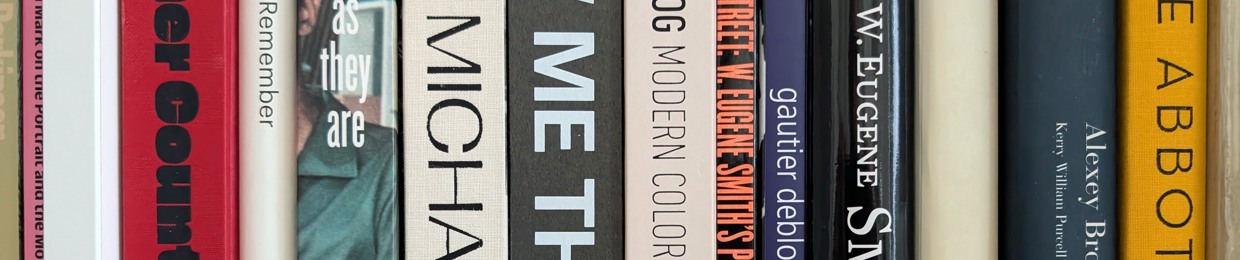 Mark on the Portrait and the Mo
er Count
Remember
as
they
are
MICHA
Y ME TH
OG MODERN COLOR
TREET W. EUGENE SMITH'S P
gautier deblo
W. EUGENE SM
Alexey Bro
Kerry William Purcell
E ABBOT